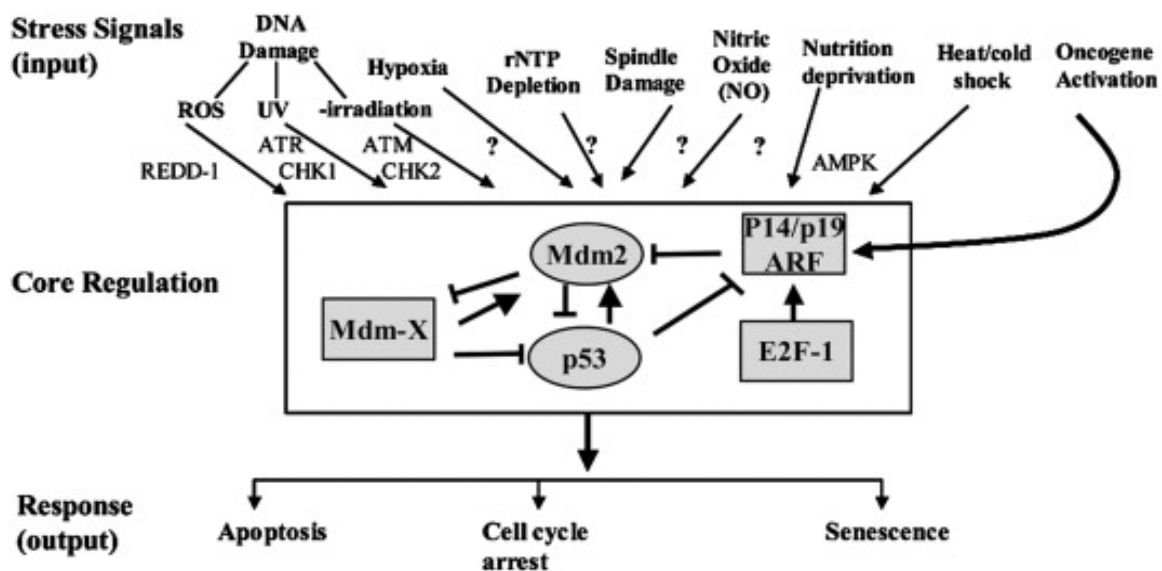 Stress Signals
(input)
DNA
Damage
Hypoxia
rNTP
Depletion
Spindle
Damage
Nitric
Oxide
(NO)
Nutrition
deprivation
Heat/cold
shock
Oncogene
Activation
ROS
UV
-irradiation
REDD-1
ATR
CHK1
ATM
CHK2
?
?
?
?
AMPK
Core Regulation
Mdm2
P14/p19
ARF
Mdm-X
p53
E2F-1
Response
(output)
Apoptosis
Cell cycle
arrest
Senescence